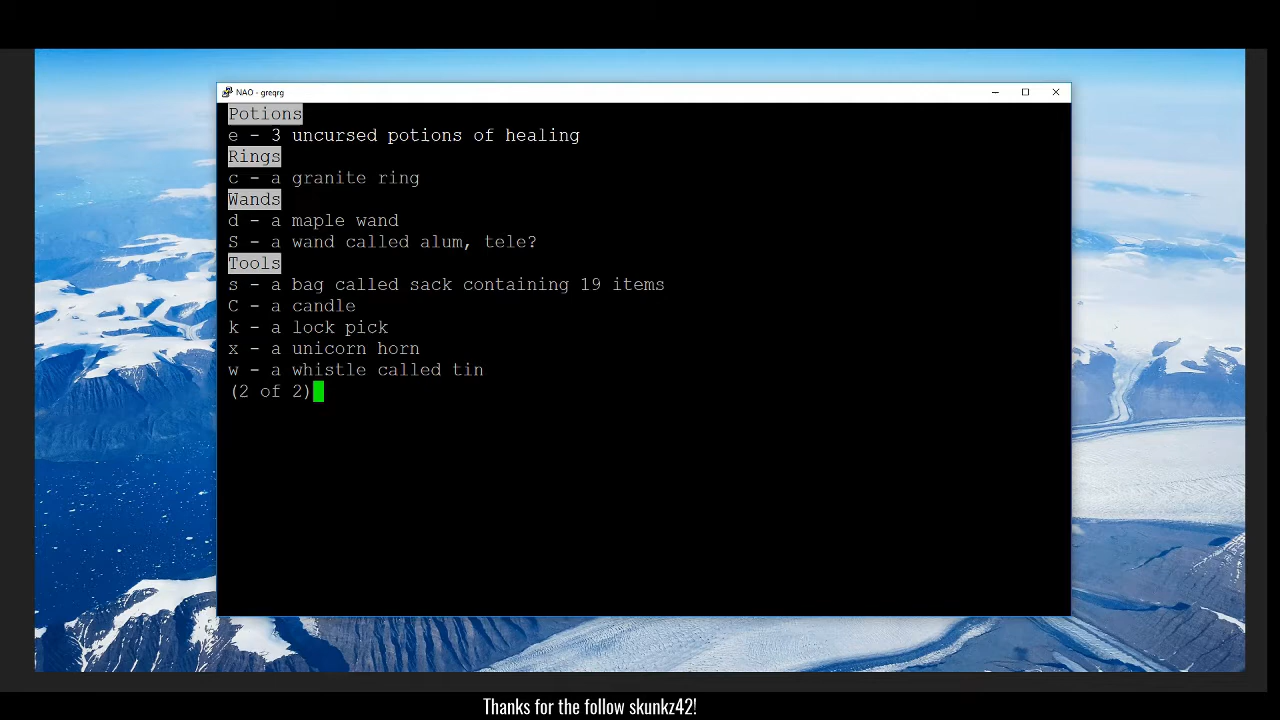 NAO - greqrg
Potions
e - 3 uncursed potions of healing
Rings
c - a granite ring
Wands
d - a maple wand
S - a wand called alum, tele?
Tools
s - a bag called sack containing 19 items
C - a candle
k - a lock pick
x - a unicorn horn
w - a whistle called tin
(2 of 2)
Thanks for the follow skunkz42!